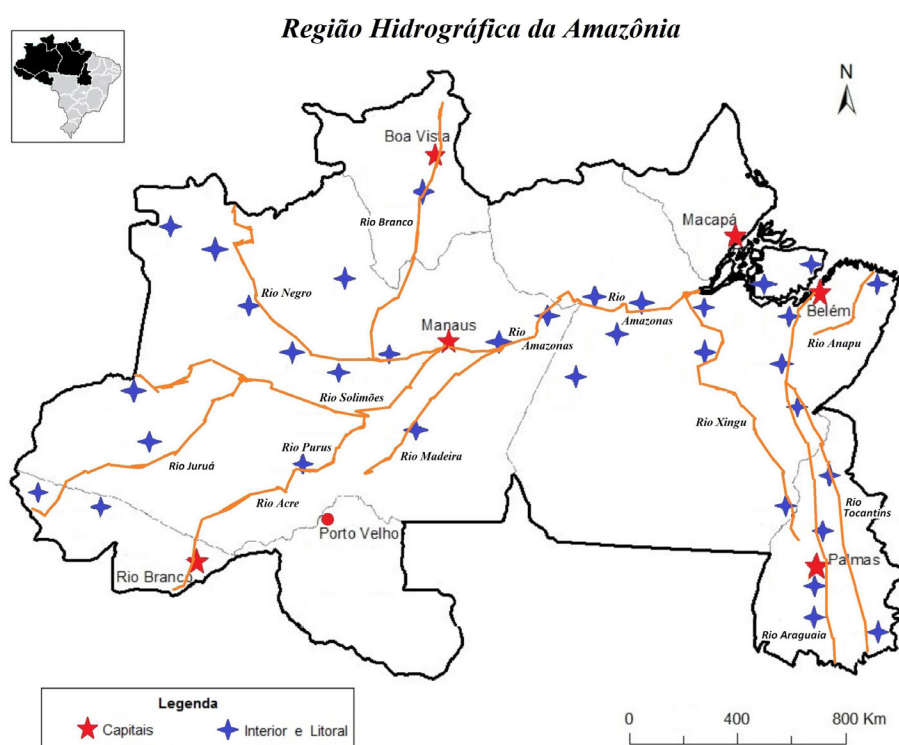 Região Hidrográfica da Amazônia
N
Boa Vista
Rio Branco
Macapá
Rio Negro
Belém
Manaus
Rio
Amazonas
Rio
Amazonas
Rio Anapu
Rio Solimões
Rio Xingu
Rio Purus
Rio Madeira
Rio Juruá
Rio Acre
Rio
Tocantins
Porto Velho
Palmas
Rio Branco
Rio Araguaia
Legenda
Capitais
Interior e Litoral
0 400 800 Km